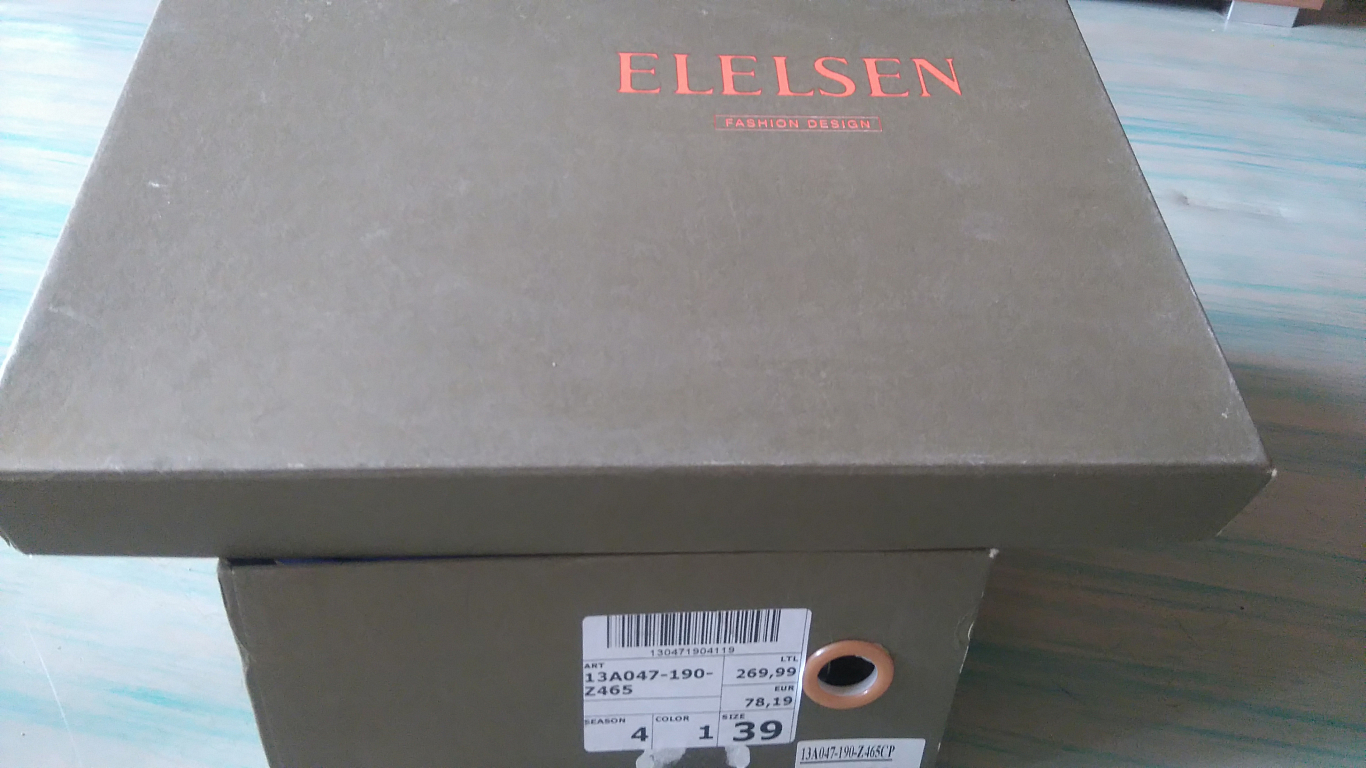 ELELSEN
FASHION DESIGN
130471904119
ART
13A047-190-
Z465
LTL
269,99
EUR
78,19
SEASON
4
COLOR
1
SIZE
39
13A047-190-Z465CP